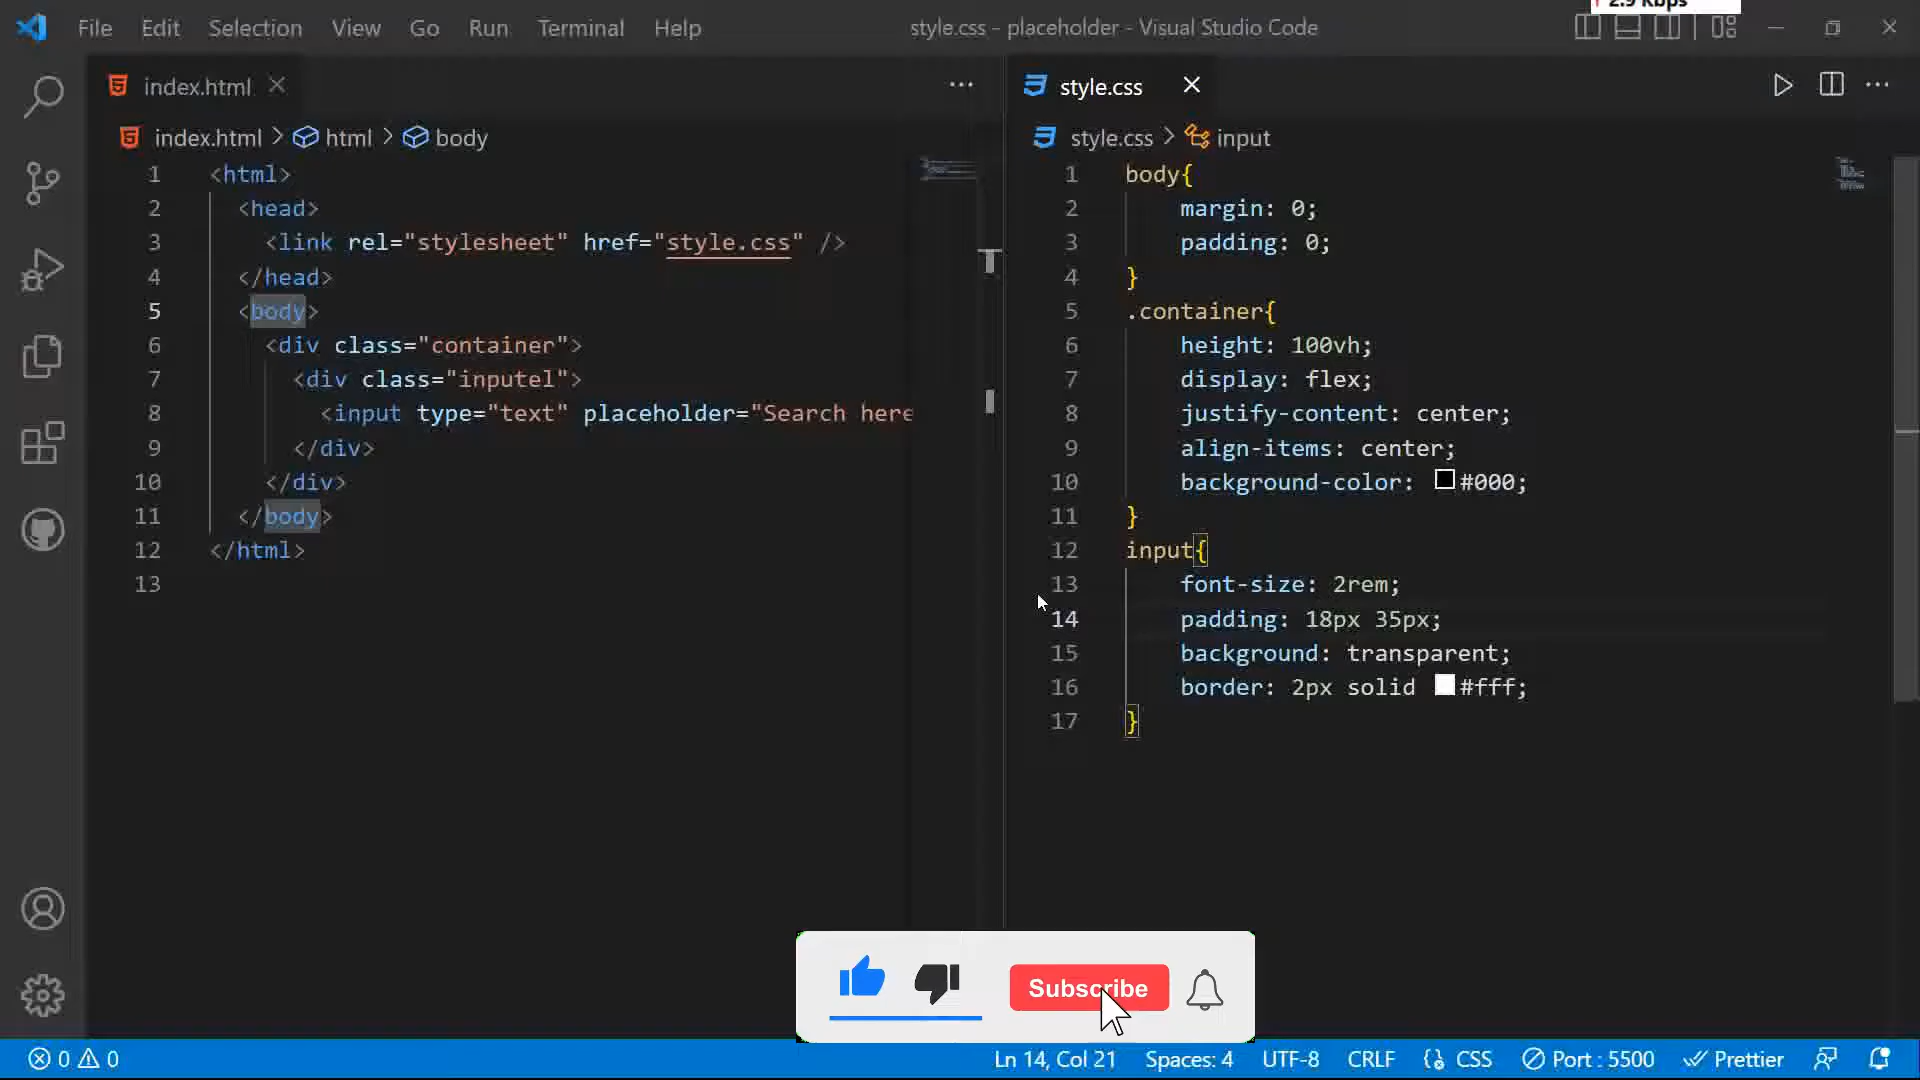 File Edit Selection View Go Run Terminal Help
style.css - placeholder - Visual Studio Code
2.9 Kbps
index.html
index.html > html > body
1 <html>
2 <head>
3 <link rel="stylesheet" href="style.css" />
4 </head>
5 <body>
6 <div class="container">
7 <div class="inputel">
8 <input type="text" placeholder="Search here
9 </div>
10 </div>
11 </body>
12 </html>
13
style.css
style.css > input
1 body{
2 margin: 0;
3 padding: 0;
4 }
5 .container{
6 height: 100vh;
7 display: flex;
8 justify-content: center;
9 align-items: center;
10 background-color: #000;
11 }
12 input{
13 font-size: 2rem;
14 padding: 18px 35px;
15 background: transparent;
16 border: 2px solid #fff;
17 }
Subscribe
0 0
Ln 14, Col 21 Spaces: 4 UTF-8 CRLF CSS Port : 5500 Prettier